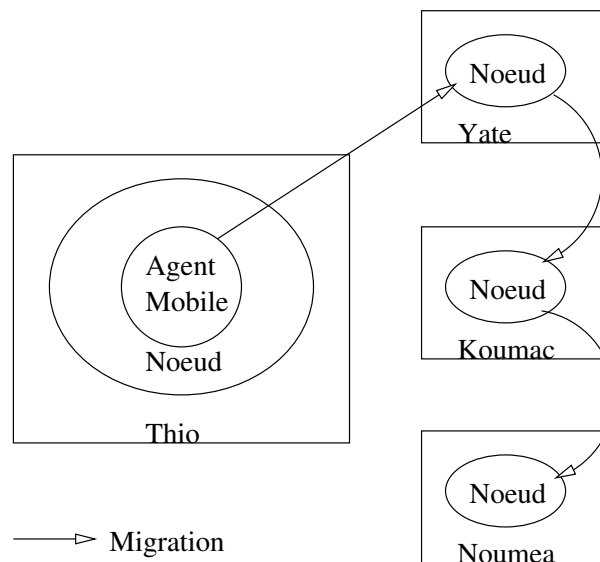 Noeud
Yate
Agent
Mobile
Noeud
Thio
Noeud
Koumac
Noeud
Noumea
Migration